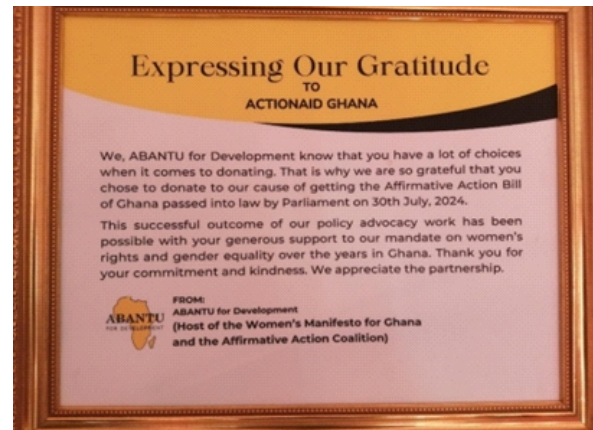 Expressing Our Gratitude
TO
ACTIONAID GHANA
We, ABANTU for Development know that you have a lot of choices
when it comes to donating. That is why we are so grateful that you
chose to donate to our cause of getting the Affirmative Action Bill
of Ghana passed into law by Parliament on 30th July, 2024.
This successful outcome of our policy advocacy work has been
possible with your generous support to our mandate on women's
rights and gender equality over the years in Ghana. Thank you for
your commitment and kindness. We appreciate the partnership.
ABANTU
FOR DEVELOPMENT
FROM:
ABANTU for Development
(Host of the Women's Manifesto for Ghana
and the Affirmative Action Coalition)